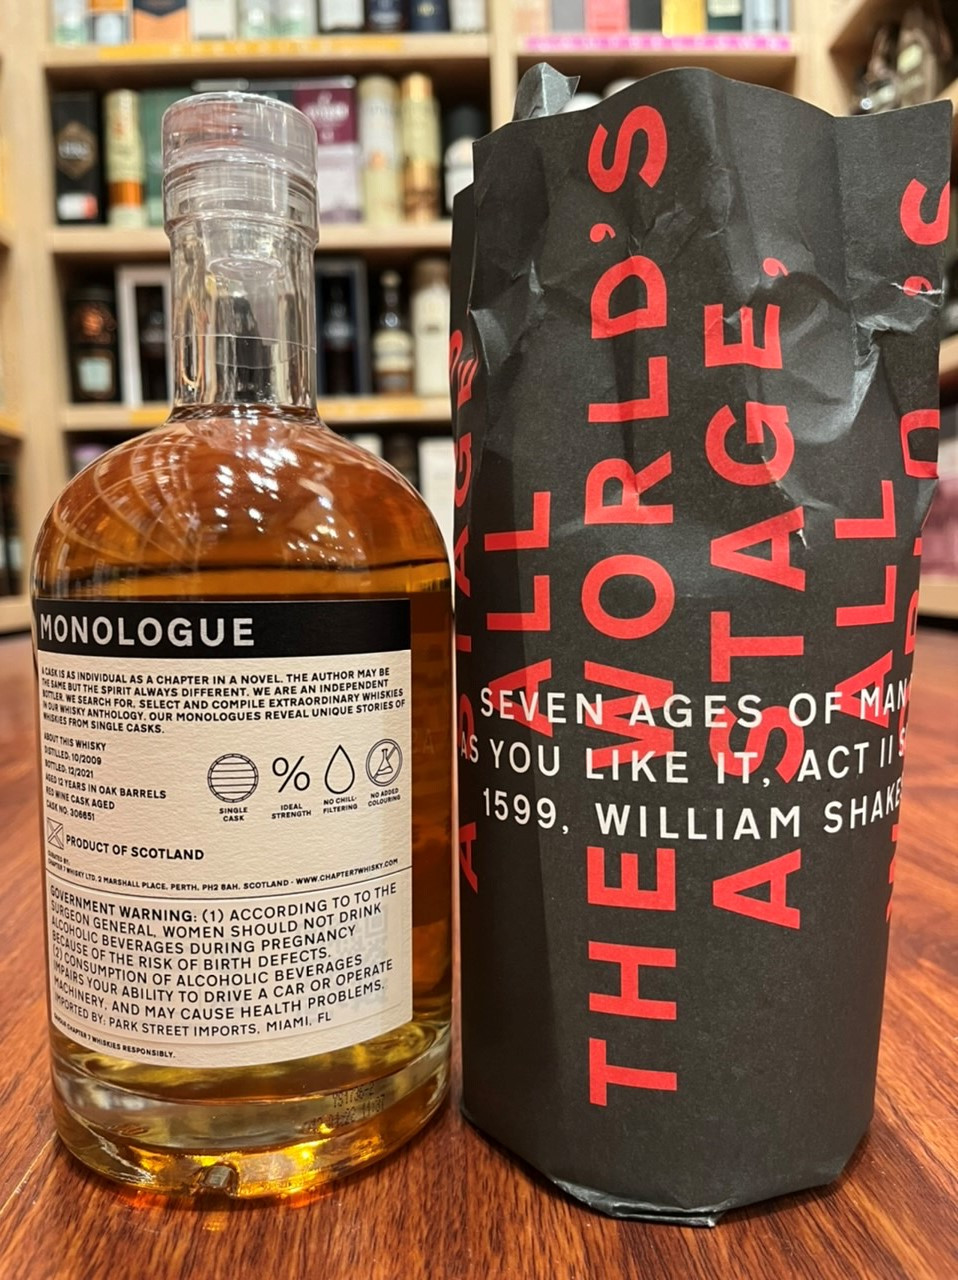 MONOLOGUE
A CASK IS AS INDIVIDUAL AS A CHAPTER IN A NOVEL. THE AUTHOR MAY BE
THE SAME BUT THE SPIRIT ALWAYS DIFFERENT. WE ARE AN INDEPENDENT
BOTTLER. WE SEARCH FOR, SELECT AND COMPILE EXTRAORDINARY WHISKIES
IN OUR WHISKY ANTHOLOGY. OUR MONOLOGUES REVEAL UNIQUE STORIES OF
WHISKIES FROM SINGLE CASKS.
ABOUT THIS WHISKY
DISTILLED: 10/2009
BOTTLED: 12/2021
AGED 12 YEARS IN OAK BARRELS
RED WINE CASK AGED
CASK NO: 306651
SINGLE
CASK
%
IDEAL
STRENGTH
NO CHILL-
FILTERING
NO ADDED
COLOURING
PRODUCT OF SCOTLAND
CURATED BY:
CHAPTER 7 WHISKY LTD. 2 MARSHALL PLACE. PERTH. PH2 8AH. SCOTLAND · WWW.CHAPTER7WHISKY.COM
GOVERNMENT WARNING: (1) ACCORDING TO TO THE
SURGEON GENERAL, WOMEN SHOULD NOT DRINK
ALCOHOLIC BEVERAGES DURING PREGNANCY
BECAUSE OF THE RISK OF BIRTH DEFECTS.
(2) CONSUMPTION OF ALCOHOLIC BEVERAGES
IMPAIRS YOUR ABILITY TO DRIVE A CAR OR OPERATE
MACHINERY, AND MAY CAUSE HEALTH PROBLEMS.
IMPORTED BY: PARK STREET IMPORTS, MIAMI, FL
CHAPTER 7 WHISKIES RESPONSIBLY.
A STAGE
ALL
THE WORLD'S
A STAGE,
ALL
SEVEN AGES OF MAN
AS YOU LIKE IT, ACT II
1599, WILLIAM SHAKE